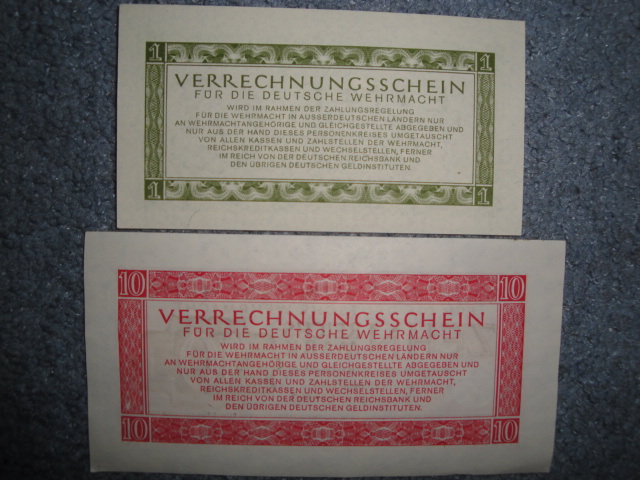 1 1
VERRECHNUNGSSCHEIN
FÜR DIE DEUTSCHE WEHRMACHT
WIRD IM RAHMEN DER ZAHLUNGSREGELUNG
FÜR DIE WEHRMACHT IN AUSSERDEUTSCHEN LÄNDERN NUR
AN WEHRMACHTANGEHÖRIGE UND GLEICHGESTELLTE ABGEGEBEN UND
NUR AUS DER HAND DIESES PERSONENKREISES UMGETAUSCHT
VON ALLEN KASSEN UND ZAHLSTELLEN DER WEHRMACHT,
REICHSKREDITKASSEN UND WECHSELSTELLEN, FERNER
IM REICH VON DER DEUTSCHEN REICHSBANK UND
DEN ÜBRIGEN DEUTSCHEN GELDINSTITUTEN.
1 1
10 10
VERRECHNUNGSSCHEIN
FÜR DIE DEUTSCHE WEHRMACHT
WIRD IM RAHMEN DER ZAHLUNGSREGELUNG
FÜR DIE WEHRMACHT IN AUSSERDEUTSCHEN LÄNDERN NUR
AN WEHRMACHTANGEHÖRIGE UND GLEICHGESTELLTE ABGEGEBEN UND
NUR AUS DER HAND DIESES PERSONENKREISES UMGETAUSCHT
VON ALLEN KASSEN UND ZAHLSTELLEN DER WEHRMACHT,
REICHSKREDITKASSEN UND WECHSELSTELLEN, FERNER
IM REICH VON DER DEUTSCHEN REICHSBANK UND
DEN ÜBRIGEN DEUTSCHEN GELDINSTITUTEN.
10 10